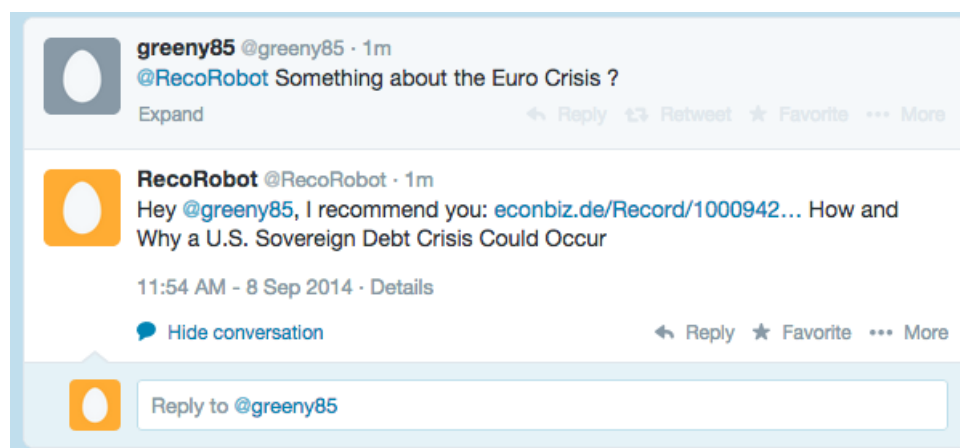 greeny85 @greeny85 · 1m
@RecoRobot Something about the Euro Crisis ?
Expand Reply Retweet Favorite ••• More
RecoRobot @RecoRobot · 1m
Hey @greeny85, I recommend you: econbiz.de/Record/1000942... How and
Why a U.S. Sovereign Debt Crisis Could Occur
11:54 AM - 8 Sep 2014 · Details
Hide conversation Reply Favorite ••• More
Reply to @greeny85